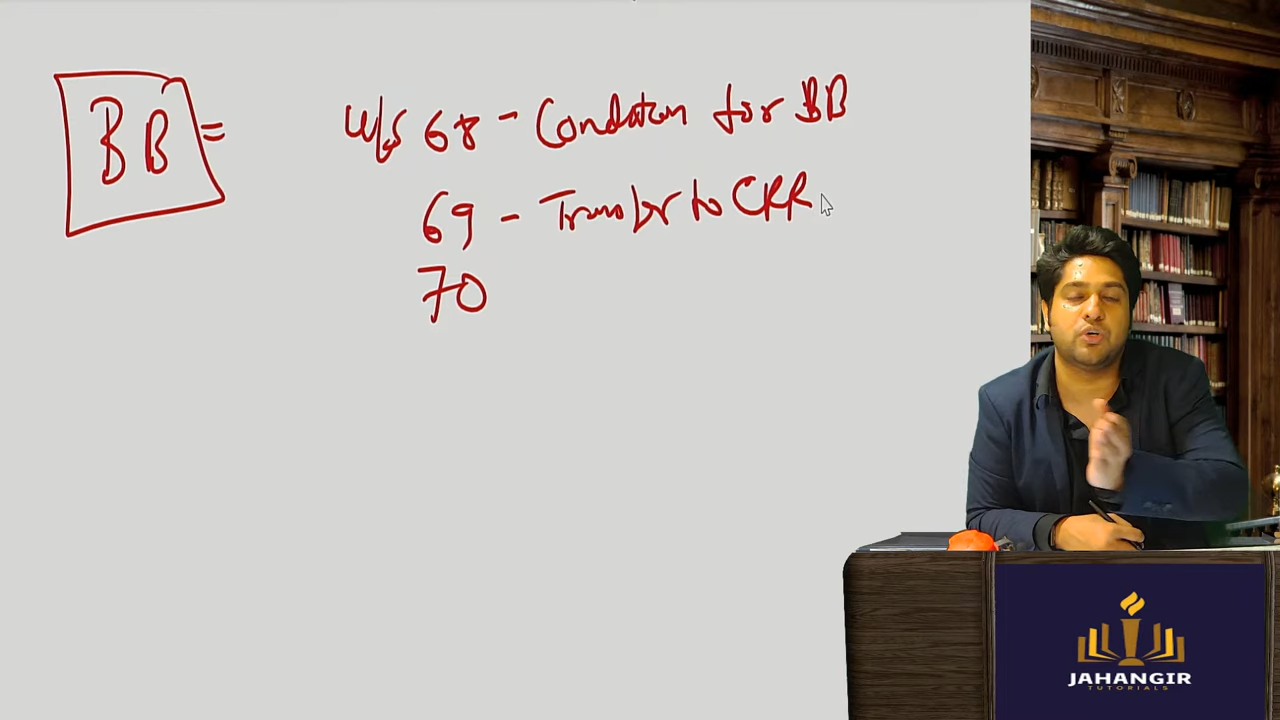 BB =
u/s 68 - Condition for BB
69 - Transfer to CRR
70
JAHANGIR
TUTORIALS